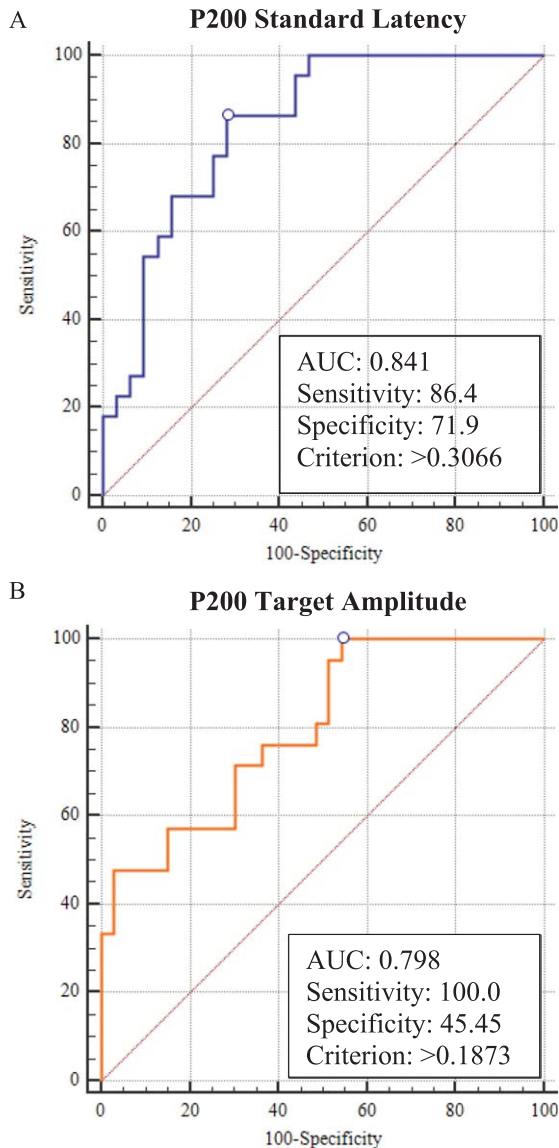 A
P200 Standard Latency
100
80
60
40
20
0
Sensitivity
AUC: 0.841
Sensitivity: 86.4
Specificity: 71.9
Criterion: >0.3066
0 20 40 60 80 100
100-Specificity
B
P200 Target Amplitude
100
80
60
40
20
0
Sensitivity
AUC: 0.798
Sensitivity: 100.0
Specificity: 45.45
Criterion: >0.1873
0 20 40 60 80 100
100-Specificity